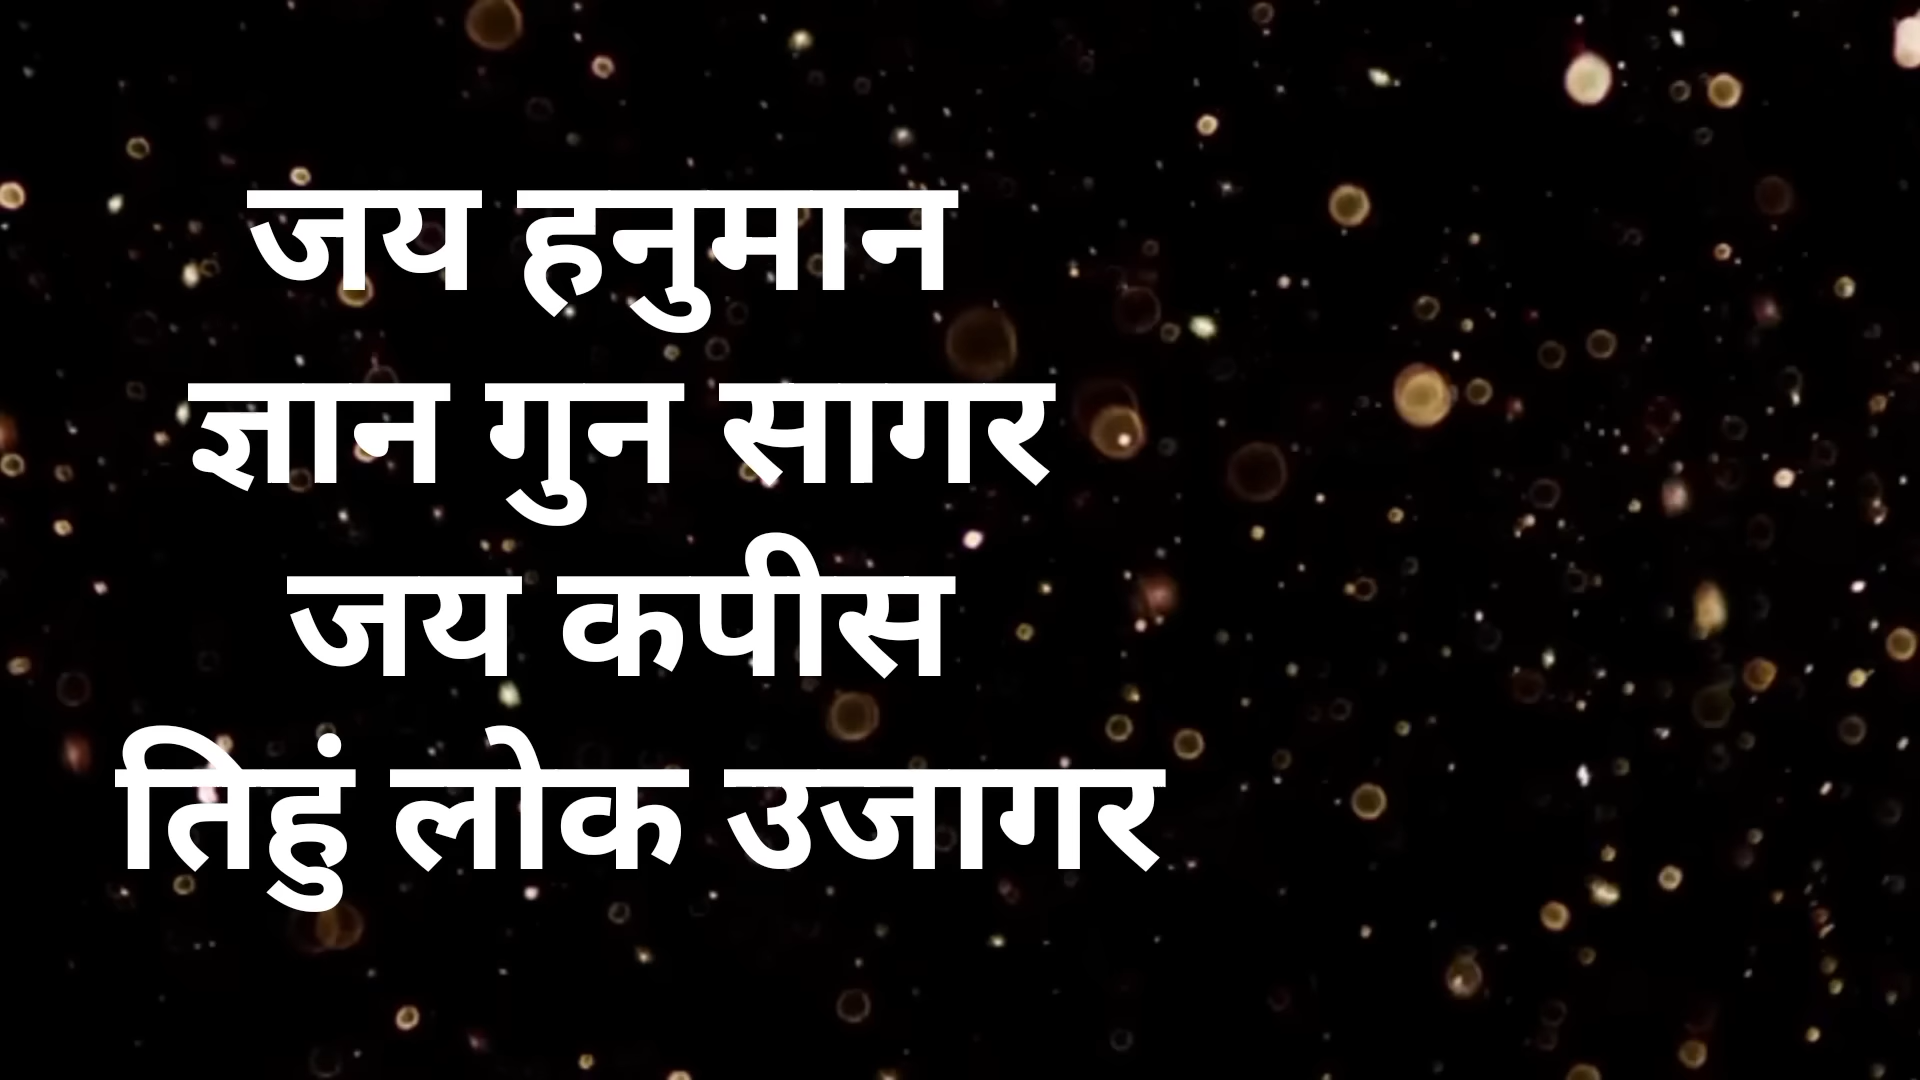 जय हनुमान
ज्ञान गुन सागर
जय कपीस
तिहुं लोक उजागर